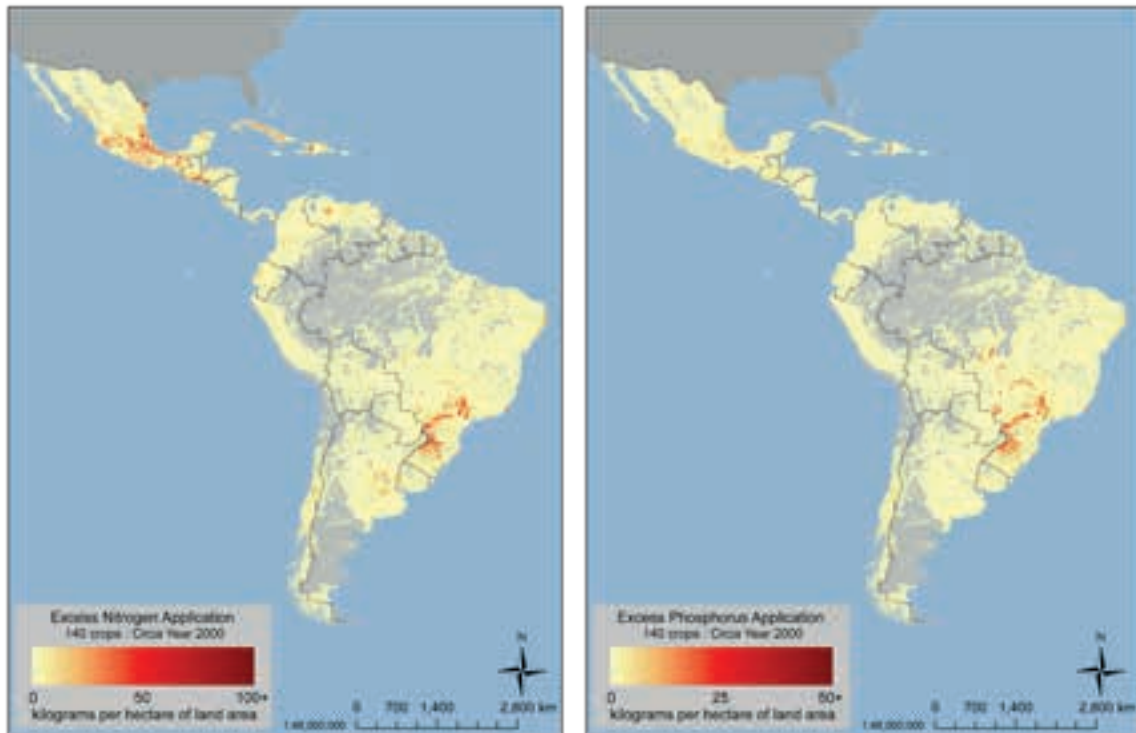 N
Excess Nitrogen Application
140 crops : Circa Year 2000
0 50 100+
kilograms per hectare of land area
0 700 1,400 2,800 km
N
Excess Phosphorus Application
140 crops : Circa Year 2000
0 25 50+
kilograms per hectare of land area
0 700 1,400 2,800 km